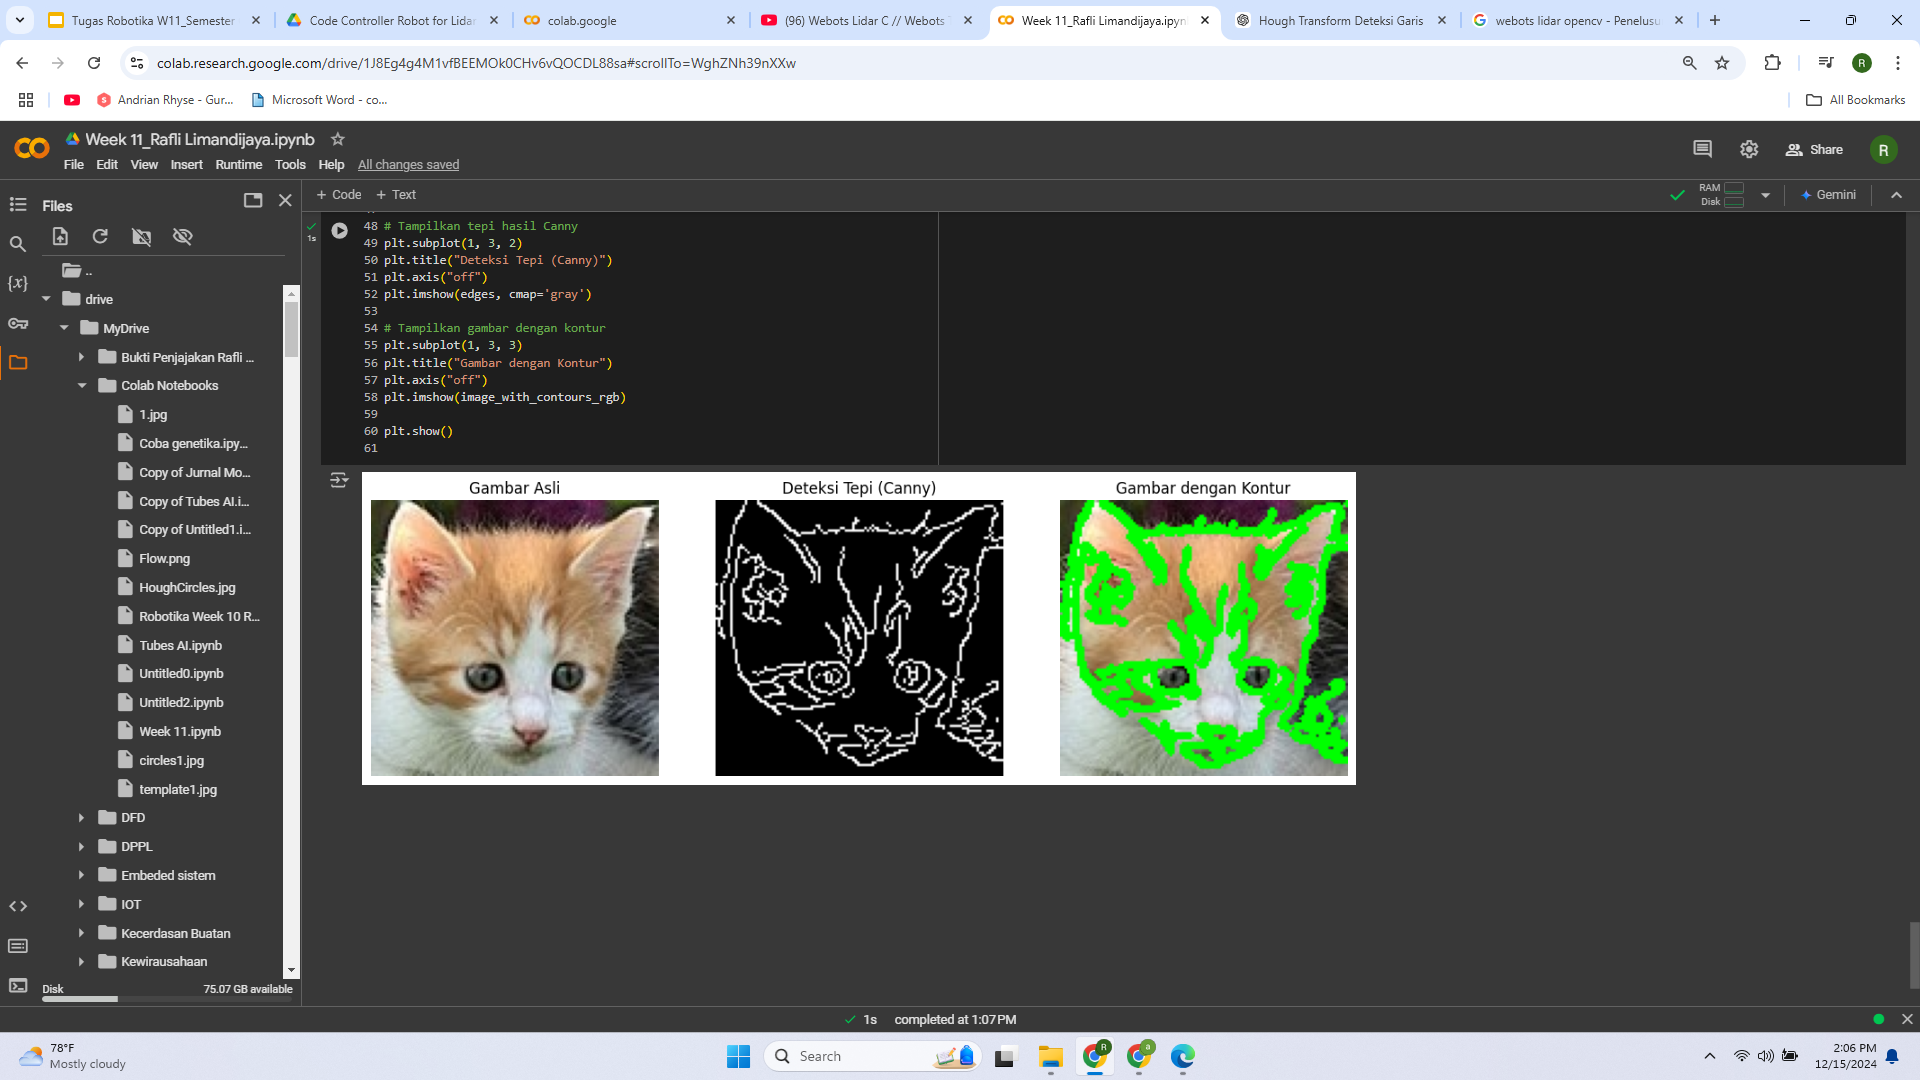 Tugas Robotika W11_Semester
Code Controller Robot for Lidar
colab.google
(96) Webots Lidar C // Webots
Week 11_Rafli Limandijaya.ipyn
Hough Transform Deteksi Garis
webots lidar opencv - Penelusu
colab.research.google.com/drive/1J8Eg4g4M1vfBEEMOk0CHv6vQOCDL88sa#scrollTo=WghZNh39nXXw
R
Andrian Rhyse - Gur...
Microsoft Word - co...
All Bookmarks
Week 11_Rafli Limandijaya.ipynb
File Edit View Insert Runtime Tools Help All changes saved
Share
R
Files
+ Code + Text
RAM
Disk
Gemini
..
drive
MyDrive
Bukti Penjajakan Rafli ...
Colab Notebooks
1.jpg
Coba genetika.ipy...
Copy of Jurnal Mo...
Copy of Tubes AI.i...
Copy of Untitled1.i...
Flow.png
HoughCircles.jpg
Robotika Week 10 R...
Tubes AI.ipynb
Untitled0.ipynb
Untitled2.ipynb
Week 11.ipynb
circles1.jpg
template1.jpg
DFD
DPPL
Embeded sistem
IOT
Kecerdasan Buatan
Kewirausahaan
Disk 75.07 GB available
1s
48 # Tampilkan tepi hasil Canny
49 plt.subplot(1, 3, 2)
50 plt.title("Deteksi Tepi (Canny)")
51 plt.axis("off")
52 plt.imshow(edges, cmap='gray')
53
54 # Tampilkan gambar dengan kontur
55 plt.subplot(1, 3, 3)
56 plt.title("Gambar dengan Kontur")
57 plt.axis("off")
58 plt.imshow(image_with_contours_rgb)
59
60 plt.show()
61
Gambar Asli
Deteksi Tepi (Canny)
Gambar dengan Kontur
1s completed at 1:07 PM
78°F
Mostly cloudy
Search
R
a
2:06 PM
12/15/2024